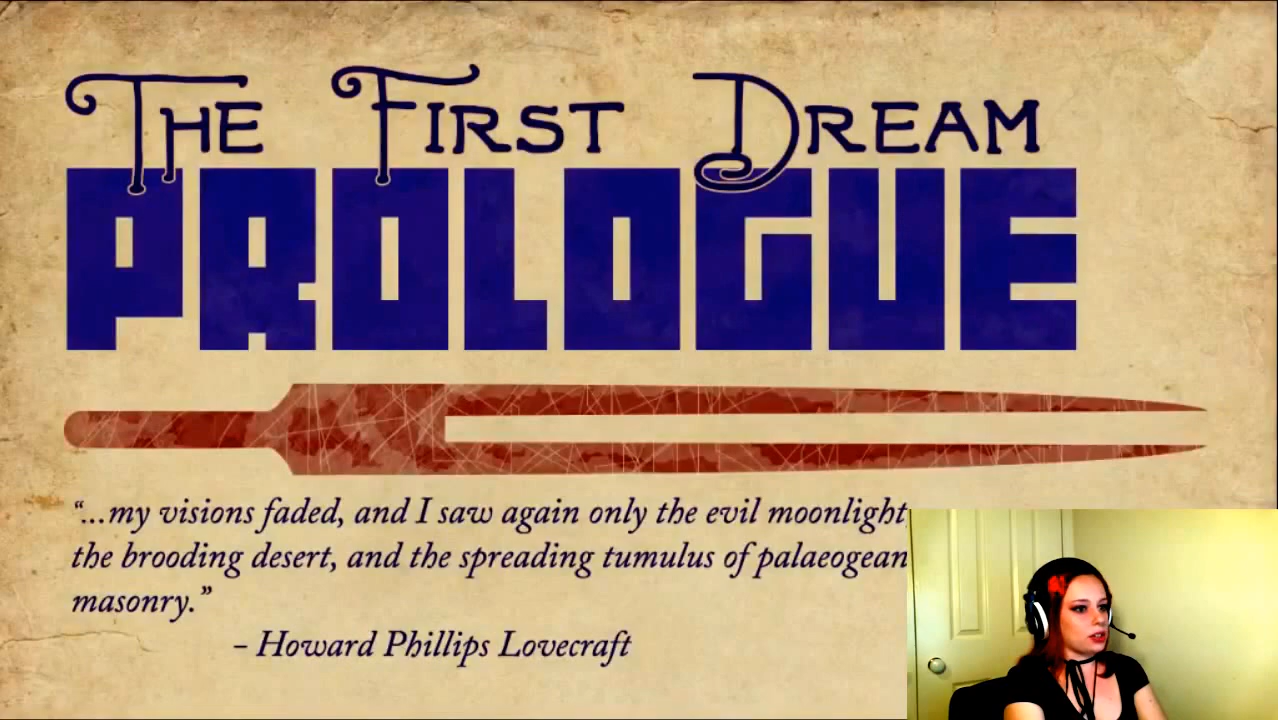 THE FIRST DREAM
PROLOGUE
“...my visions faded, and I saw again only the evil moonlight,
the brooding desert, and the spreading tumulus of palaeogean
masonry.”
– Howard Phillips Lovecraft